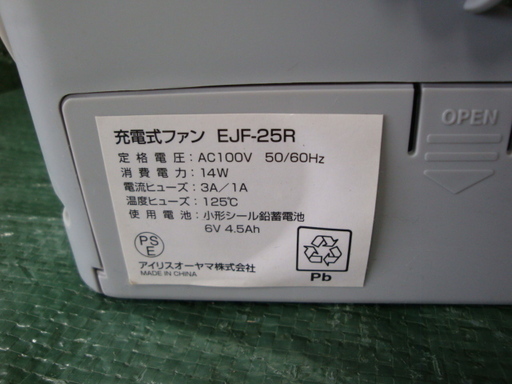 充電式ファン EJF-25R
定格電圧：AC100V 50/60Hz
消費電力：14W
電流ヒューズ：3A／1A
温度ヒューズ：125℃
使用電池：小形シール鉛蓄電池
6V 4.5Ah
PS
E
アイリスオーヤマ株式会社
MADE IN CHINA
Pb
OPEN